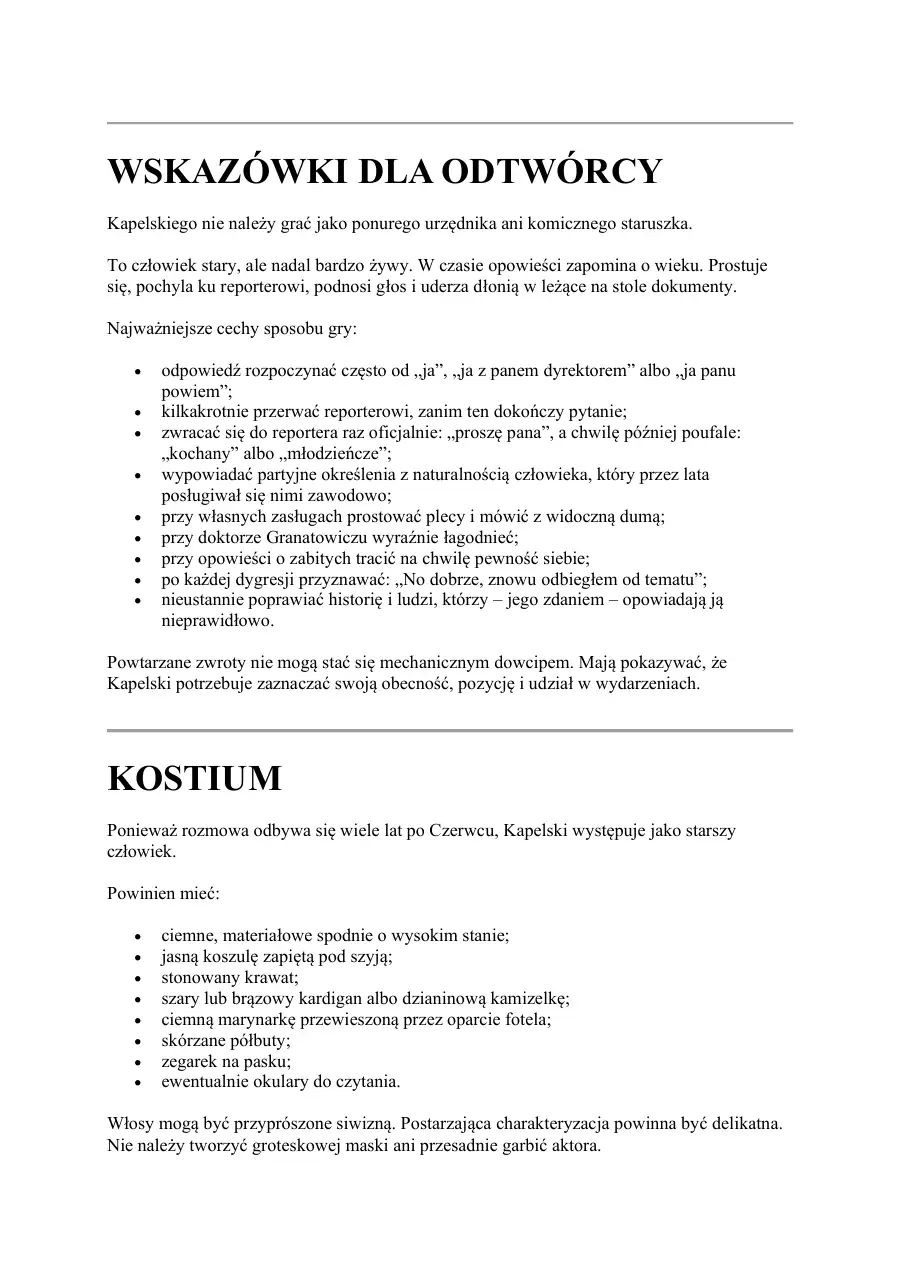 WSKAZÓWKI DLA ODTWÓRCY
Kapelskiego nie należy grać jako ponurego urzędnika ani komicznego staruszka.
To człowiek stary, ale nadal bardzo żywy. W czasie opowieści zapomina o wieku. Prostuje
się, pochyla ku reporterowi, podnosi głos i uderza dłonią w leżące na stole dokumenty.
Najważniejsze cechy sposobu gry:
• odpowiedź rozpoczynać często od „ja”, „ja z panem dyrektorem” albo „ja panu
powiem”;
• kilkakrotnie przerwać reporterowi, zanim ten dokończy pytanie;
• zwracać się do reportera raz oficjalnie: „proszę pana”, a chwilę później poufale:
„kochany” albo „młodzieńcze”;
• wypowiadać partyjne określenia z naturalnością człowieka, który przez lata
posługiwał się nimi zawodowo;
• przy własnych zasługach prostować plecy i mówić z widoczną dumą;
• przy doktorze Granatowiczu wyraźnie łagodnieć;
• przy opowieści o zabitych tracić na chwilę pewność siebie;
• po każdej dygresji przyznawać: „No dobrze, znowu odbiegłem od tematu”;
• nieustannie poprawiać historię i ludzi, którzy – jego zdaniem – opowiadają ją
nieprawidłowo.
Powtarzane zwroty nie mogą stać się mechanicznym dowcipem. Mają pokazywać, że
Kapelski potrzebuje zaznaczać swoją obecność, pozycję i udział w wydarzeniach.
KOSTIUM
Ponieważ rozmowa odbywa się wiele lat po Czerwcu, Kapelski występuje jako starszy
człowiek.
Powinien mieć:
• ciemne, materiałowe spodnie o wysokim stanie;
• jasną koszulę zapiętą pod szyją;
• stonowany krawat;
• szary lub brązowy kardigan albo dzianinową kamizelkę;
• ciemną marynarkę przewieszoną przez oparcie fotela;
• skórzane półbuty;
• zegarek na pasku;
• ewentualnie okulary do czytania.
Włosy mogą być przyprószone siwizną. Postarzająca charakteryzacja powinna być delikatna.
Nie należy tworzyć groteskowej maski ani przesadnie garbić aktora.